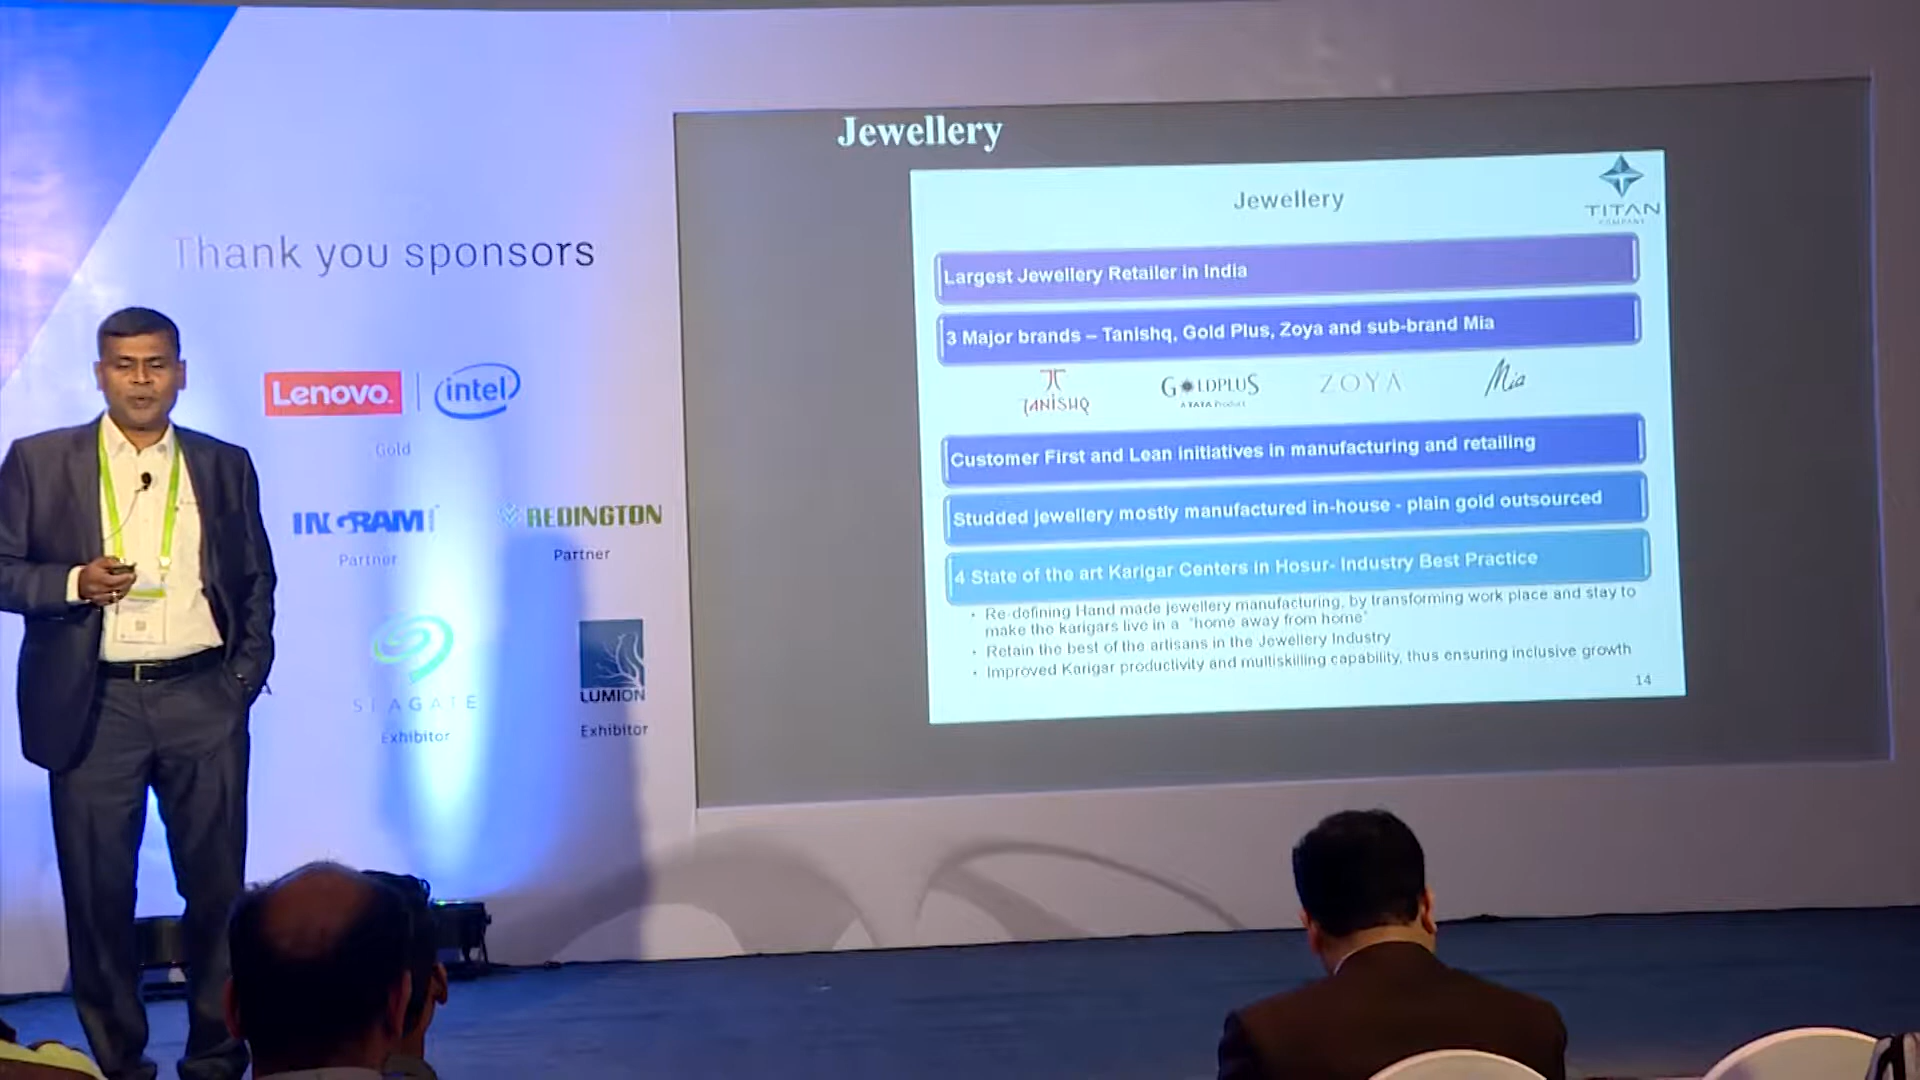 Thank you sponsors
Lenovo.
intel
Gold
INGRAM
REDINGTON
Partner
Partner
SEAGATE
LUMION
Exhibitor
Exhibitor
Jewellery
Jewellery
TITAN
COMPANY
Largest Jewellery Retailer in India
3 Major brands – Tanishq, Gold Plus, Zoya and sub-brand Mia
TANISHQ
GOLDPLUS
A TATA Product
ZOYA
Mia
Customer First and Lean initiatives in manufacturing and retailing
Studded jewellery mostly manufactured in-house - plain gold outsourced
4 State of the art Karigar Centers in Hosur- Industry Best Practice
• Re-defining Hand made jewellery manufacturing, by transforming work place and stay to
make the karigars live in a "home away from home"
• Retain the best of the artisans in the Jewellery Industry
• Improved Karigar productivity and multiskilling capability, thus ensuring inclusive growth
14